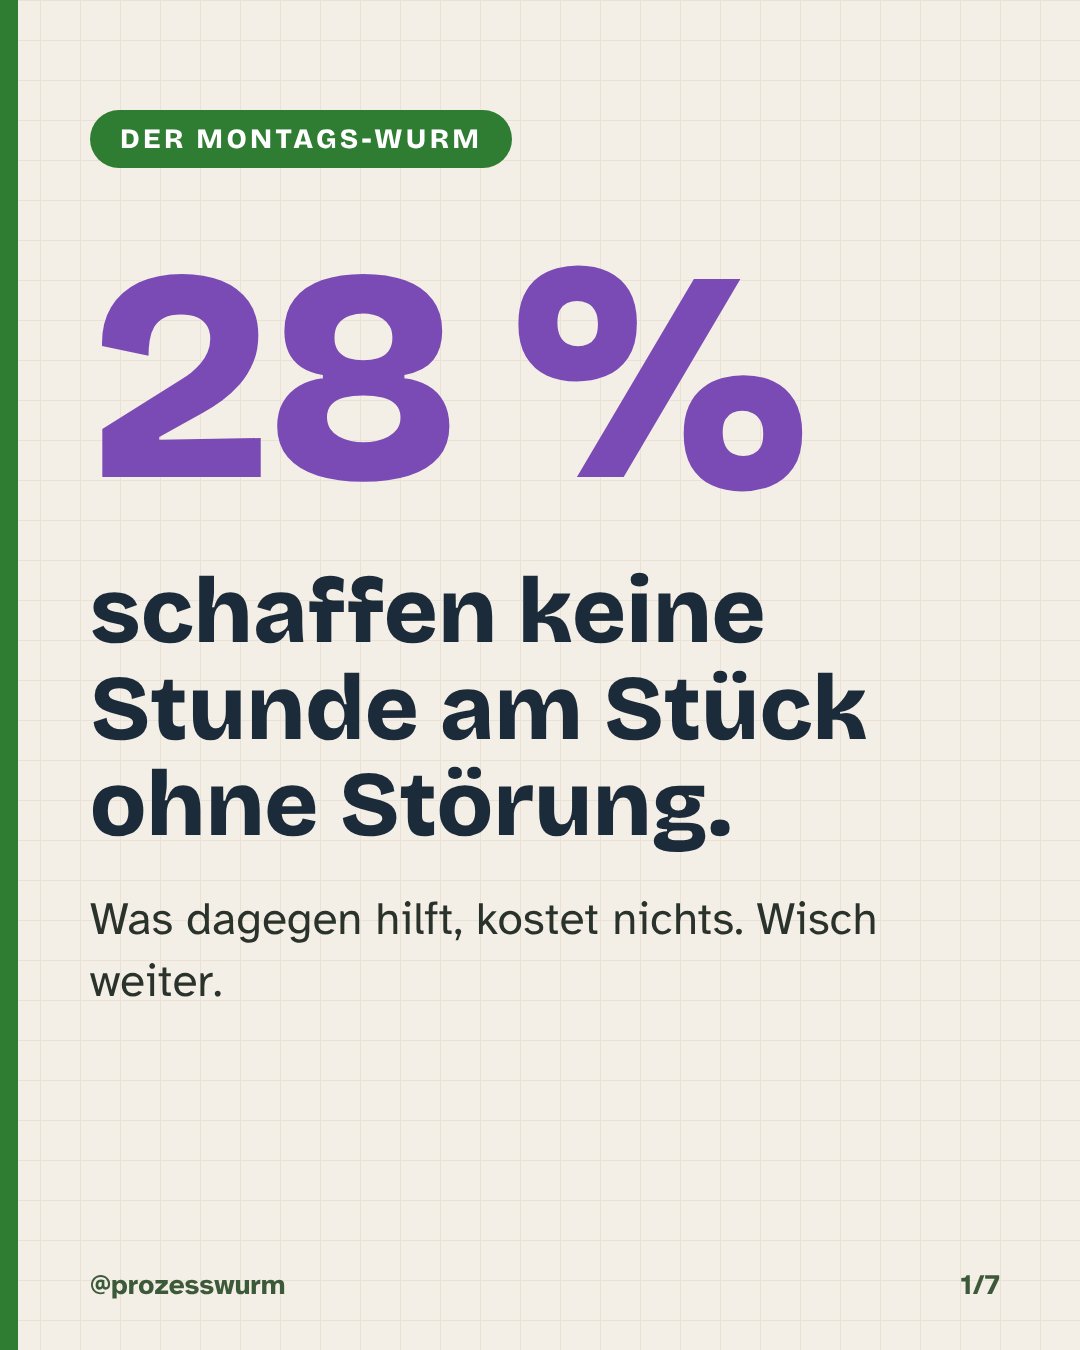 DER MONTAGS-WURM
28 %
schaffen keine
Stunde am Stück
ohne Störung.
Was dagegen hilft, kostet nichts. Wisch
weiter.
@prozesswurm
1/7